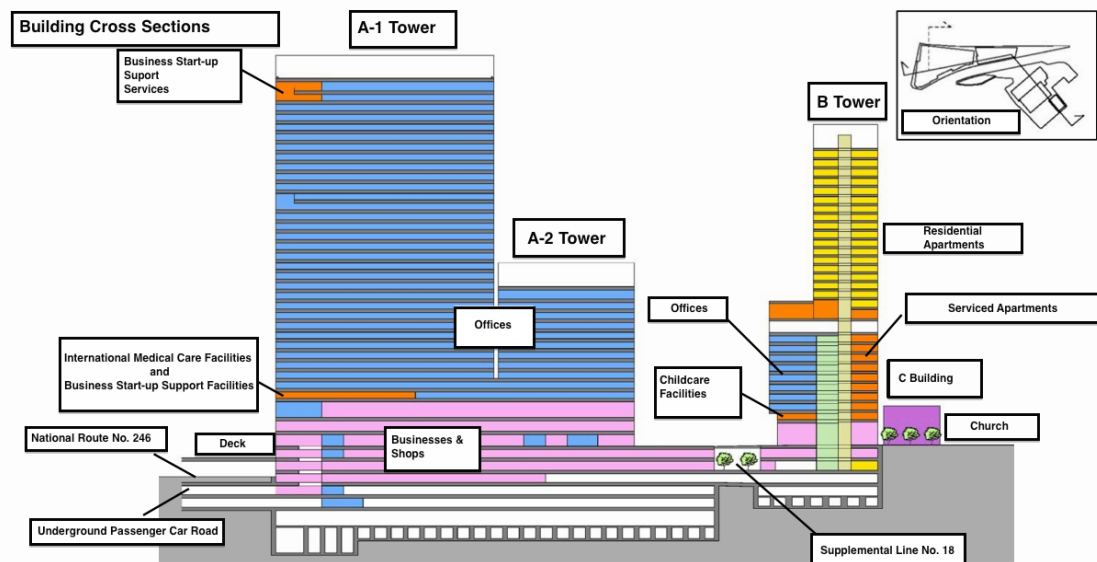 Building Cross Sections
A-1 Tower
Business Start-up
Suport
Services
B Tower
Orientation
A-2 Tower
Residential
Apartments
Offices
Offices
Serviced Apartments
International Medical Care Facilities
and
Business Start-up Support Facilities
Childcare
Facilities
C Building
National Route No. 246
Deck
Businesses &
Shops
Church
Underground Passenger Car Road
Supplemental Line No. 18